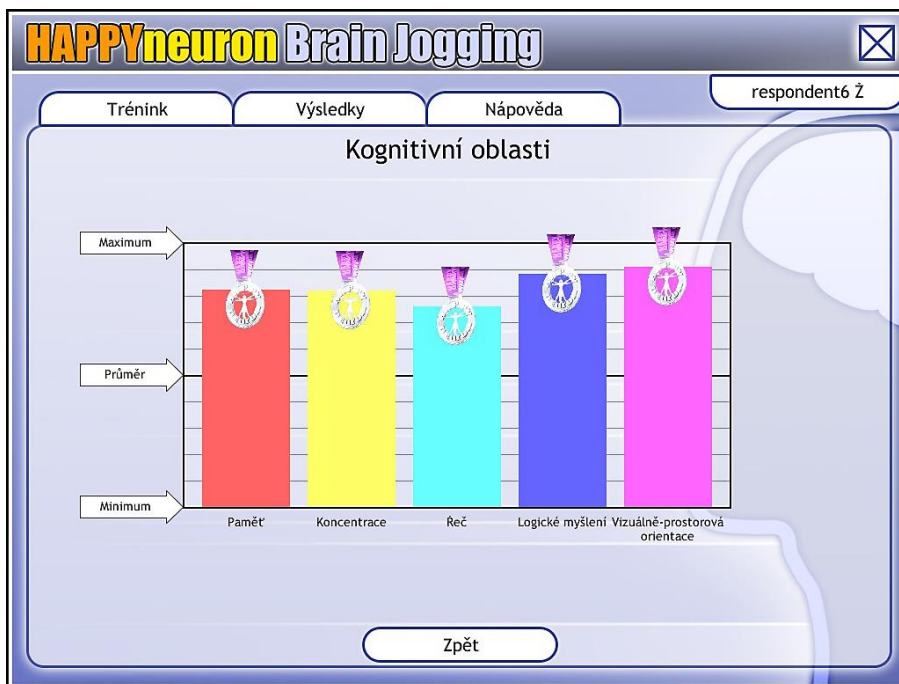 HAPPYneuron Brain Jogging
respondent6 Ž
Trénink
Výsledky
Nápověda
Kognitivní oblasti
Maximum
Průměr
Minimum
Paměť
Koncentrace
Řeč
Logické myšlení
Vizuálně-prostorová
orientace
Zpět